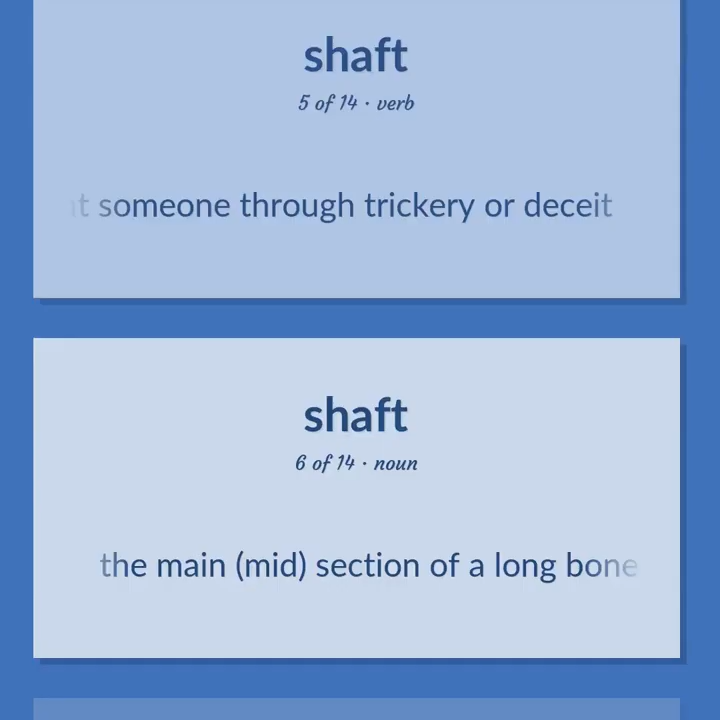 shaft
5 of 14 · verb
someone through trickery or deceit
shaft
6 of 14 · noun
the main (mid) section of a long bone